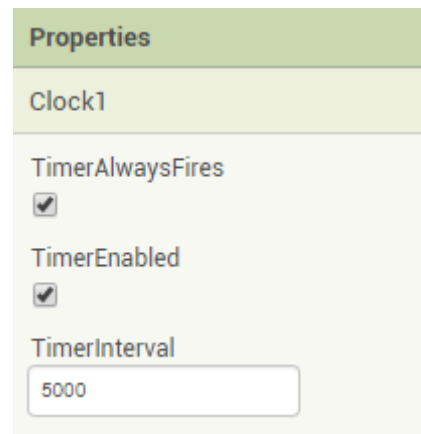 Properties
Clock1
TimerAlwaysFires
TimerEnabled
TimerInterval
5000